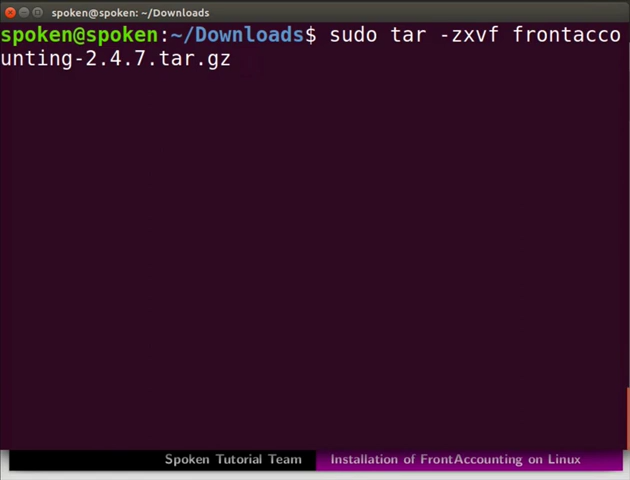 spoken@spoken: ~/Downloads
spoken@spoken:~/Downloads$ sudo tar -zxvf frontacco
unting-2.4.7.tar.gz
Spoken Tutorial Team
Installation of FrontAccounting on Linux